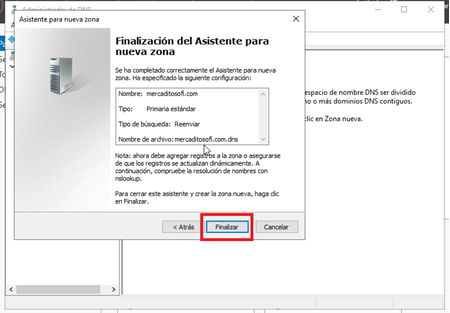 Administrador de DNS
Asistente para nueva zona
Finalización del Asistente para
nueva zona
Se ha completado correctamente el Asistente para nueva
zona. Ha especificado la siguiente configuración:
Nombre: mercaditosofi.com
Tipo: Primaria estándar
Tipo de búsqueda: Reenviar
Nombre de archivo: mercaditosofi.com.dns
Nota: ahora debe agregar registros a la zona o asegurarse
de que los registros se actualizan dinámicamente. A
continuación, compruebe la resolución de nombres con
nslookup.
Para cerrar este asistente y crear la zona nueva, haga clic
en Finalizar.
< Atrás
Finalizar
Cancelar
espacio de nombre DNS ser dividido
o más dominios DNS contiguos.
clic en Zona nueva.